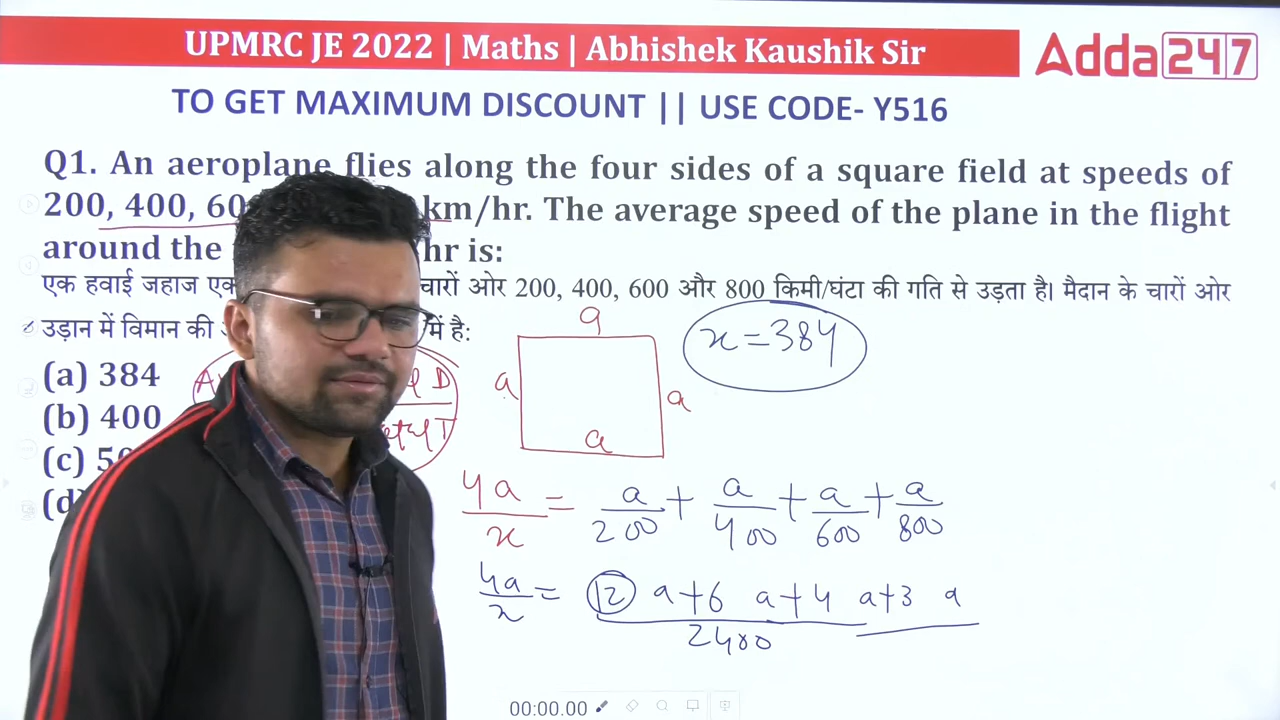 UPMRC JE 2022 | Maths | Abhishek Kaushik Sir
Adda247
TO GET MAXIMUM DISCOUNT || USE CODE- Y516
Q1. An aeroplane flies along the four sides of a square field at speeds of
200, 400, km/hr. The average speed of the plane in the flight
around the hr is:
एक हवाई जहाज चारों ओर 200, 400, 600 और 800 किमी/घंटा की गति से उड़ता है। मैदान के चारों ओर
उड़ान में विमान की में है:
a
x = 384
(a) 384
a
a
(b) 400
a
(c)
4a/x = a/200 + a/400 + a/600 + a/800
4a/x = 12 a + 6 a + 4 a + 3 a
2400
00:00.00